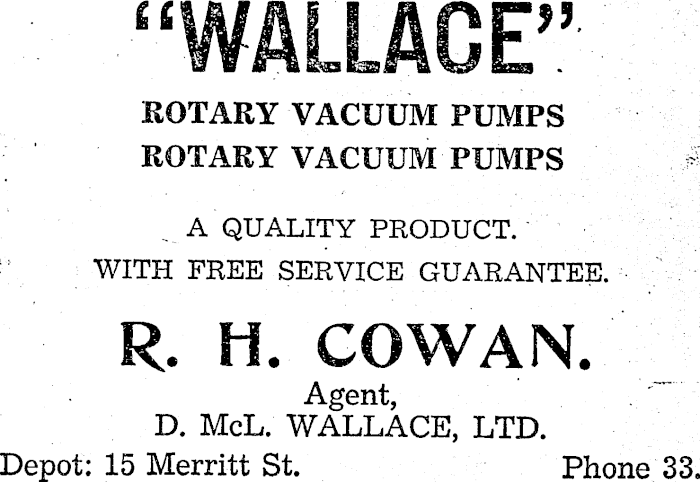 “WALLACE”
ROTARY VACUUM PUMPS
ROTARY VACUUM PUMPS
A QUALITY PRODUCT.
WITH FREE SERVICE GUARANTEE.
R. H. COWAN.
Agent,
D. McL. WALLACE, LTD.
Depot: 15 Merritt St. Phone 33.